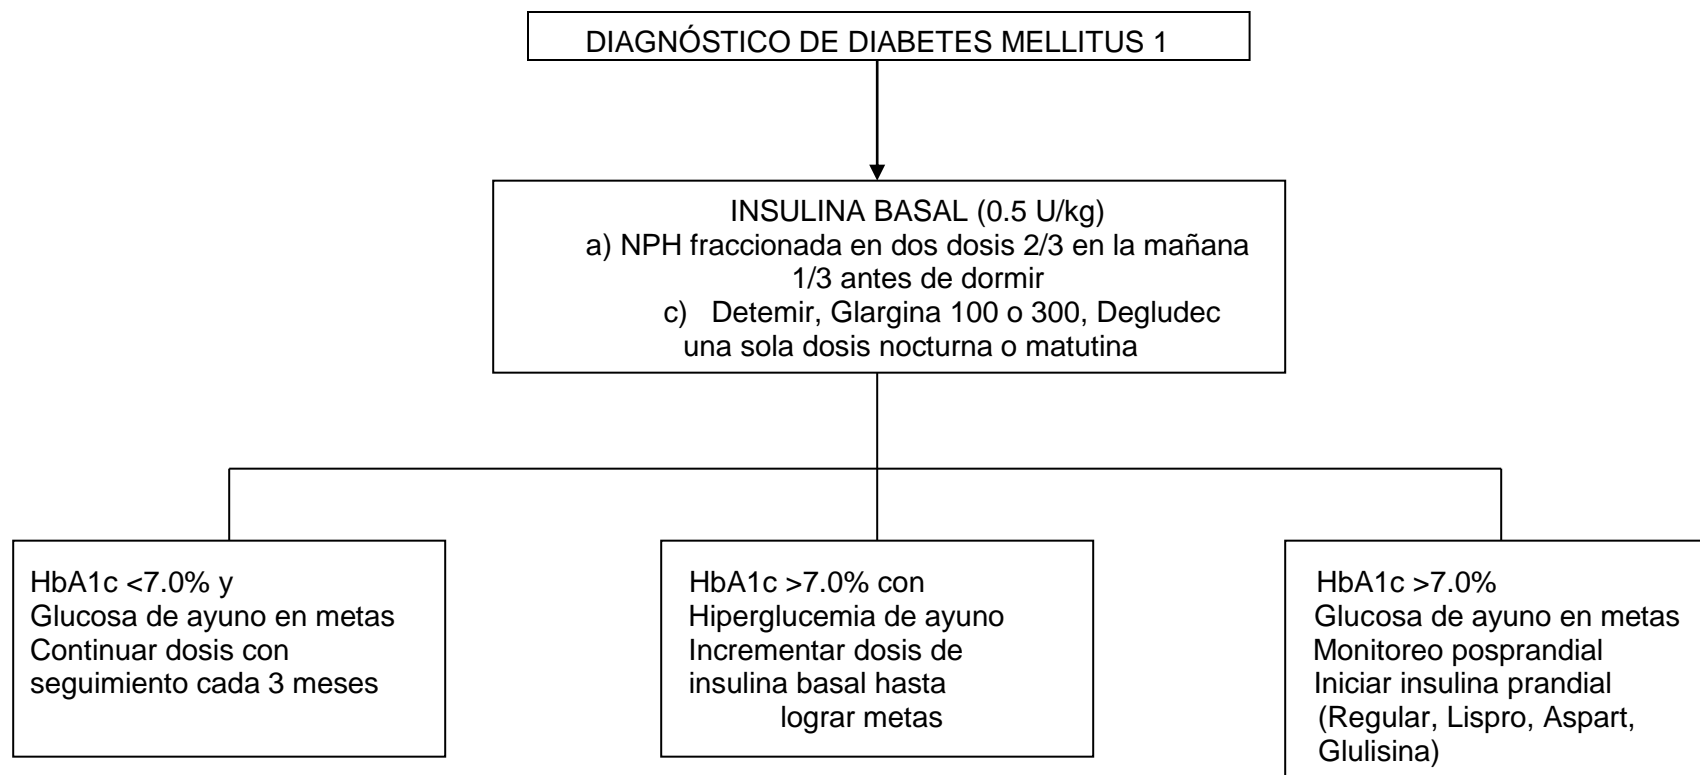 DIAGNÓSTICO DE DIABETES MELLITUS 1
INSULINA BASAL (0.5 U/kg)
a) NPH fraccionada en dos dosis 2/3 en la mañana
1/3 antes de dormir
c) Detemir, Glargina 100 o 300, Degludec
una sola dosis nocturna o matutina
HbA1c <7.0% y
Glucosa de ayuno en metas
Continuar dosis con
seguimiento cada 3 meses
HbA1c >7.0% con
Hiperglucemia de ayuno
Incrementar dosis de
insulina basal hasta
lograr metas
HbA1c >7.0%
Glucosa de ayuno en metas
Monitoreo posprandial
Iniciar insulina prandial
(Regular, Lispro, Aspart,
Glulisina)